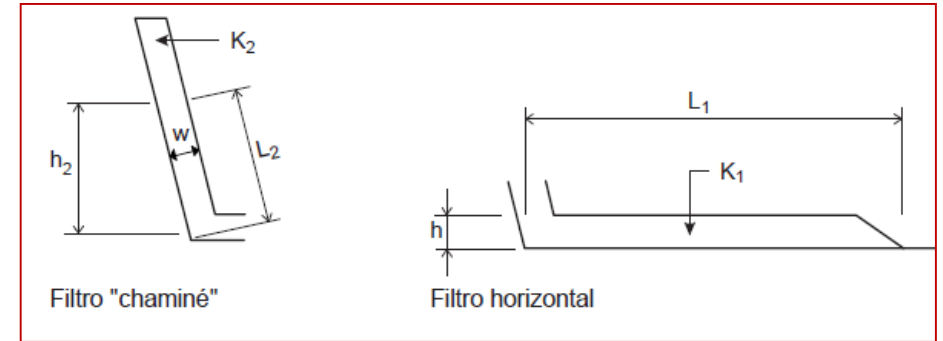 K₂
w
h₂
L₂
Filtro "chaminé"
L₁
K₁
h
Filtro horizontal